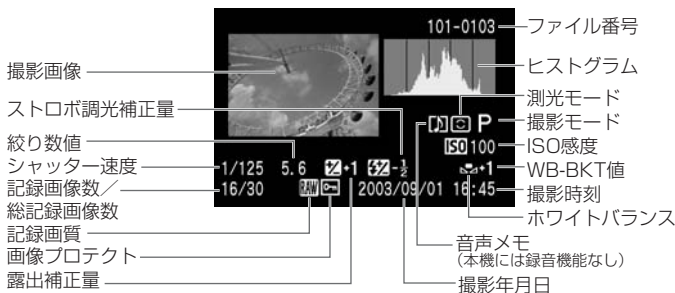 101-0103
ファイル番号
撮影画像
ヒストグラム
ストロボ調光補正量
測光モード
P
撮影モード
絞り数値
ISO 100
ISO感度
シャッター速度
1/125 5.6 +1 -½
+1
WB-BKT値
記録画像数／
16/30 RAW 2003/09/01 16:45
撮影時刻
総記録画像数
ホワイトバランス
記録画質
画像プロテクト
音声メモ
（本機には録音機能なし）
露出補正量
撮影年月日